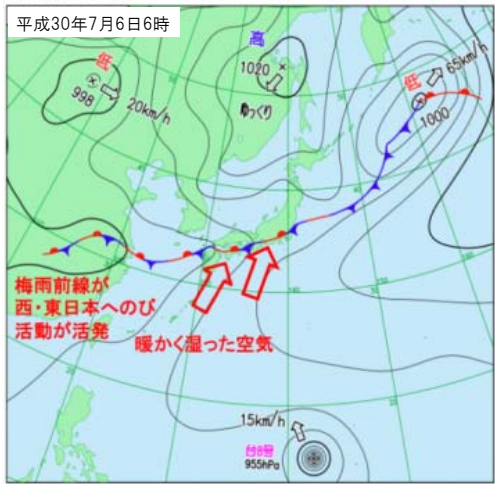 平成30年7月6日6時
高
低
1020
低
65km/h
998
20km/h
ゆっくり
1000
梅雨前線が
西・東日本へのび
活動が活発
暖かく湿った空気
15km/h
台8号
955hPa